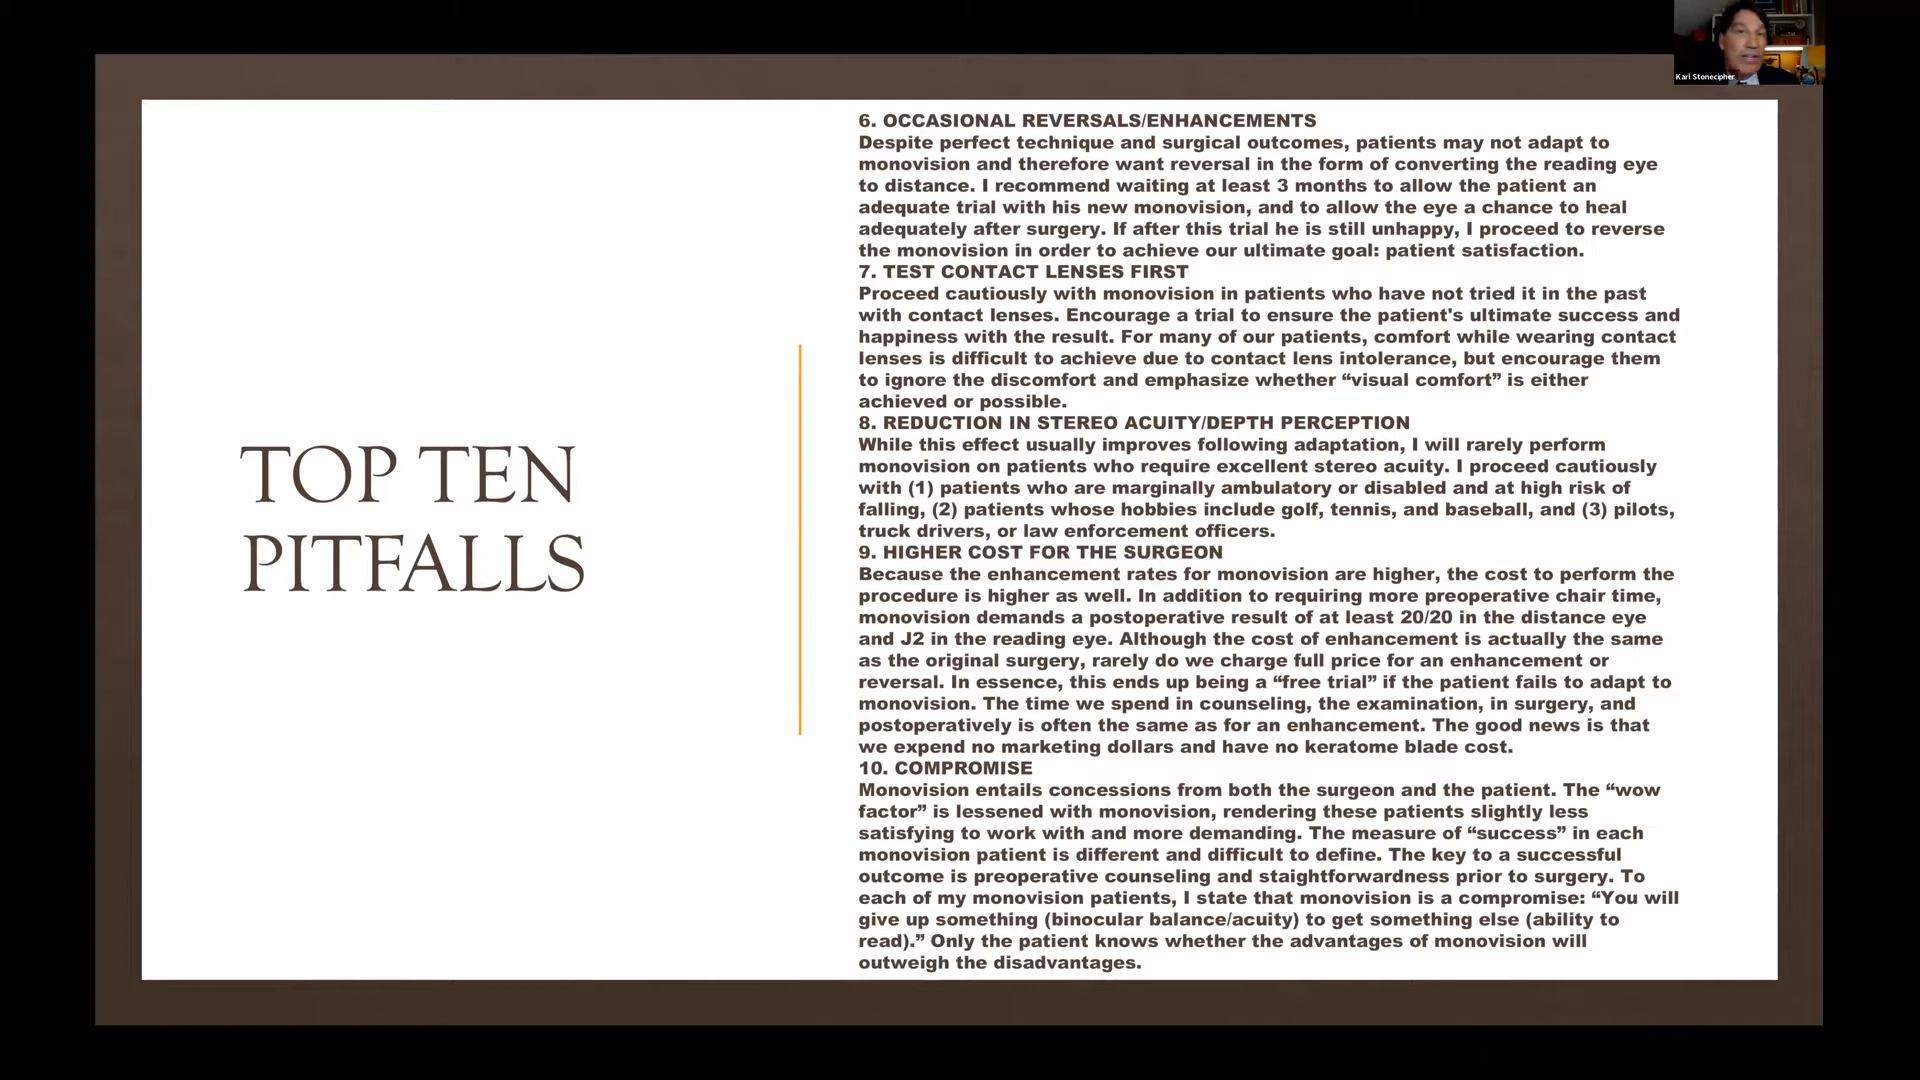 Karl Stonecipher
TOP TEN
PITFALLS
6. OCCASIONAL REVERSALS/ENHANCEMENTS
Despite perfect technique and surgical outcomes, patients may not adapt to
monovision and therefore want reversal in the form of converting the reading eye
to distance. I recommend waiting at least 3 months to allow the patient an
adequate trial with his new monovision, and to allow the eye a chance to heal
adequately after surgery. If after this trial he is still unhappy, I proceed to reverse
the monovision in order to achieve our ultimate goal: patient satisfaction.
7. TEST CONTACT LENSES FIRST
Proceed cautiously with monovision in patients who have not tried it in the past
with contact lenses. Encourage a trial to ensure the patient's ultimate success and
happiness with the result. For many of our patients, comfort while wearing contact
lenses is difficult to achieve due to contact lens intolerance, but encourage them
to ignore the discomfort and emphasize whether “visual comfort” is either
achieved or possible.
8. REDUCTION IN STEREO ACUITY/DEPTH PERCEPTION
While this effect usually improves following adaptation, I will rarely perform
monovision on patients who require excellent stereo acuity. I proceed cautiously
with (1) patients who are marginally ambulatory or disabled and at high risk of
falling, (2) patients whose hobbies include golf, tennis, and baseball, and (3) pilots,
truck drivers, or law enforcement officers.
9. HIGHER COST FOR THE SURGEON
Because the enhancement rates for monovision are higher, the cost to perform the
procedure is higher as well. In addition to requiring more preoperative chair time,
monovision demands a postoperative result of at least 20/20 in the distance eye
and J2 in the reading eye. Although the cost of enhancement is actually the same
as the original surgery, rarely do we charge full price for an enhancement or
reversal. In essence, this ends up being a “free trial” if the patient fails to adapt to
monovision. The time we spend in counseling, the examination, in surgery, and
postoperatively is often the same as for an enhancement. The good news is that
we expend no marketing dollars and have no keratome blade cost.
10. COMPROMISE
Monovision entails concessions from both the surgeon and the patient. The “wow
factor” is lessened with monovision, rendering these patients slightly less
satisfying to work with and more demanding. The measure of “success” in each
monovision patient is different and difficult to define. The key to a successful
outcome is preoperative counseling and staightforwardness prior to surgery. To
each of my monovision patients, I state that monovision is a compromise: “You will
give up something (binocular balance/acuity) to get something else (ability to
read).” Only the patient knows whether the advantages of monovision will
outweigh the disadvantages.